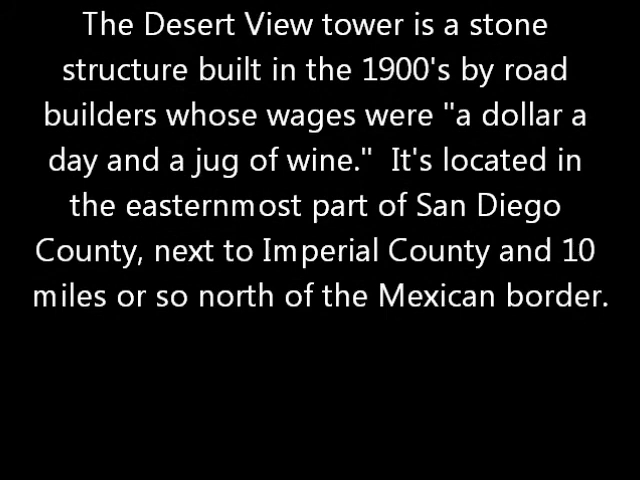 The Desert View tower is a stone
structure built in the 1900's by road
builders whose wages were "a dollar a
day and a jug of wine."  It's located in
the easternmost part of San Diego
County, next to Imperial County and 10
miles or so north of the Mexican border.